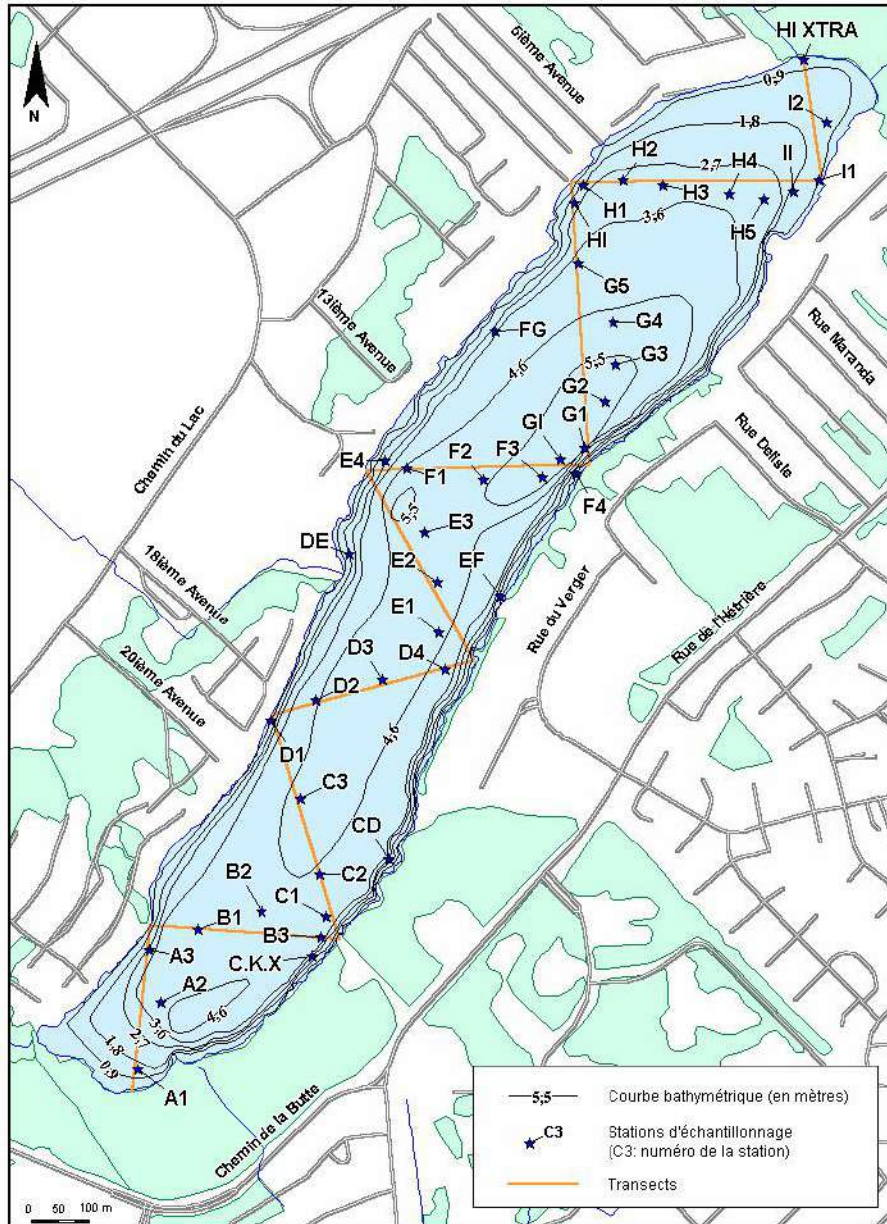 HI XTRA
N
5ième Avenue
0,9
I2
1,8
II
H2
2,7
H4
I1
H1
H3
HI
3,6
H5
G5
13ième Avenue
FG
G4
Rue Maranda
4,6
5,5
G3
G2
Chemin du Lac
GI
G1
Rue Delisle
E4
F2
F3
F1
F4
5,5
E3
DE
EF
E2
18ième Avenue
Rue du Verger
Rue de l'Hêtrière
E1
D3
D4
20ième Avenue
D2
4,6
D1
C3
CD
B2
C2
C1
B1
B3
A3
C.K.X
A2
3,6
4,6
2,7
1,8
0,9
A1
Chemin de la Butte
5,5 Courbe bathymétrique (en mètres)
C3 Stations d'échantillonnage
(C3: numéro de la station)
Transects
0 50 100 m